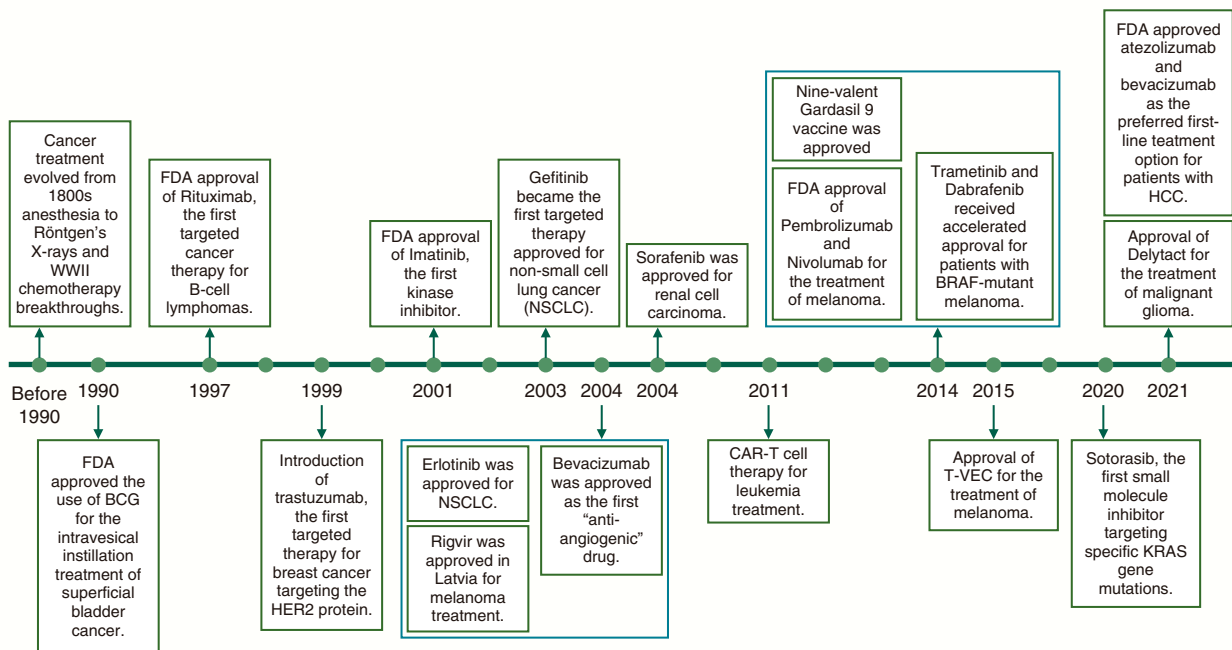 Cancer
treatment
evolved from
1800s
anesthesia to
Röntgen's
X-rays and
WWII
chemotherapy
breakthroughs.
FDA approval
of Rituximab,
the first
targeted
cancer
therapy for
B-cell
lymphomas.
FDA approval
of Imatinib,
the first
kinase
inhibitor.
Gefitinib
became the
first targeted
therapy
approved for
non-small cell
lung cancer
(NSCLC).
Sorafenib was
approved for
renal cell
carcinoma.
Nine-valent
Gardasil 9
vaccine was
approved
FDA approval
of
Pembrolizumab
and
Nivolumab for
the treatment
of melanoma.
Trametinib and
Dabrafenib
received
accelerated
approval for
patients with
BRAF-mutant
melanoma.
FDA approved
atezolizumab
and
bevacizumab
as the
preferred first-
line teatment
option for
patients with
HCC.
Approval of
Delytact for
the treatment
of malignant
glioma.
Before
1990
1990
1997
1999
2001
2003
2004
2004
2011
2014
2015
2020
2021
FDA
approved the
use of BCG
for the
intravesical
instillation
treatment of
superficial
bladder
cancer.
Introduction
of
trastuzumab,
the first
targeted
therapy for
breast cancer
targeting the
HER2 protein.
Erlotinib was
approved for
NSCLC.
Rigvir was
approved in
Latvia for
melanoma
treatment.
Bevacizumab
was approved
as the first
“anti-
angiogenic”
drug.
CAR-T cell
therapy for
leukemia
treatment.
Approval of
T-VEC for the
treatment of
melanoma.
Sotorasib, the
first small
molecule
inhibitor
targeting
specific KRAS
gene
mutations.